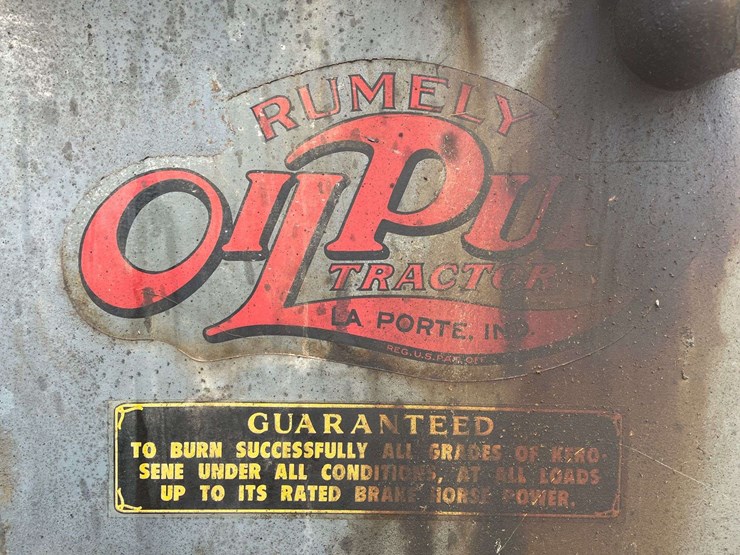 RUMELY
OILPU
TRACTOR
LA PORTE, IND.
REG. U.S. PAT. OFF
GUARANTEED
TO BURN SUCCESSFULLY ALL GRADES OF KERO-
SENE UNDER ALL CONDITIONS, AT ALL LOADS
UP TO ITS RATED BRAKE HORSE POWER.